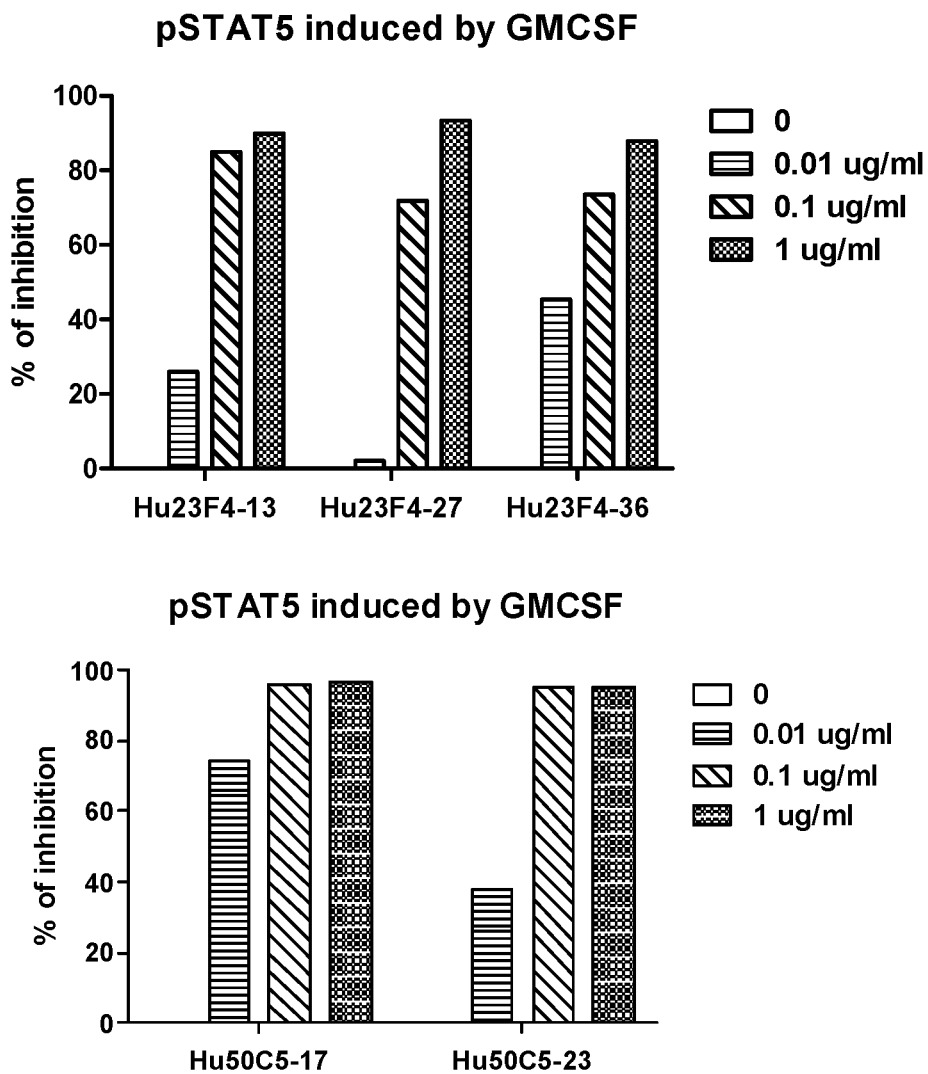 pSTAT5 induced by GMCSF
100
80
60
40
20
0
% of inhibition
Hu23F4-13 Hu23F4-27 Hu23F4-36
0
0.01 ug/ml
0.1 ug/ml
1 ug/ml
pSTAT5 induced by GMCSF
100
80
60
40
20
0
% of inhibition
Hu50C5-17 Hu50C5-23
0
0.01 ug/ml
0.1 ug/ml
1 ug/ml